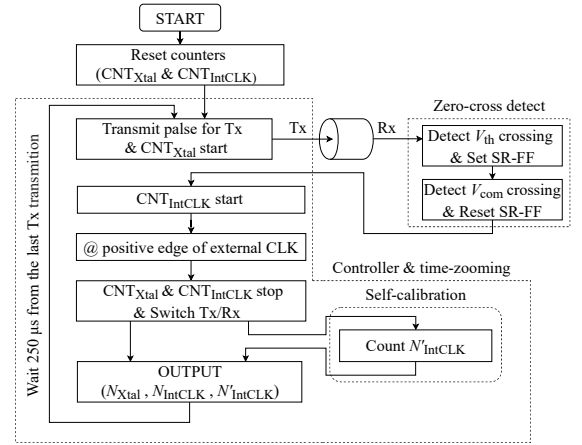 START
Reset counters
(CNTXtal & CNTIntCLK)
Transmit palse for Tx
& CNTXtal start
Tx
Rx
Zero-cross detect
Detect Vth crossing
& Set SR-FF
Detect Vcom crossing
& Reset SR-FF
CNTIntCLK start
@ positive edge of external CLK
Controller & time-zooming
CNTXtal & CNTIntCLK stop
& Switch Tx/Rx
Self-calibration
Count N'IntCLK
OUTPUT
(NXtal , NIntCLK , N'IntCLK)
Wait 250 μs from the last Tx transmition